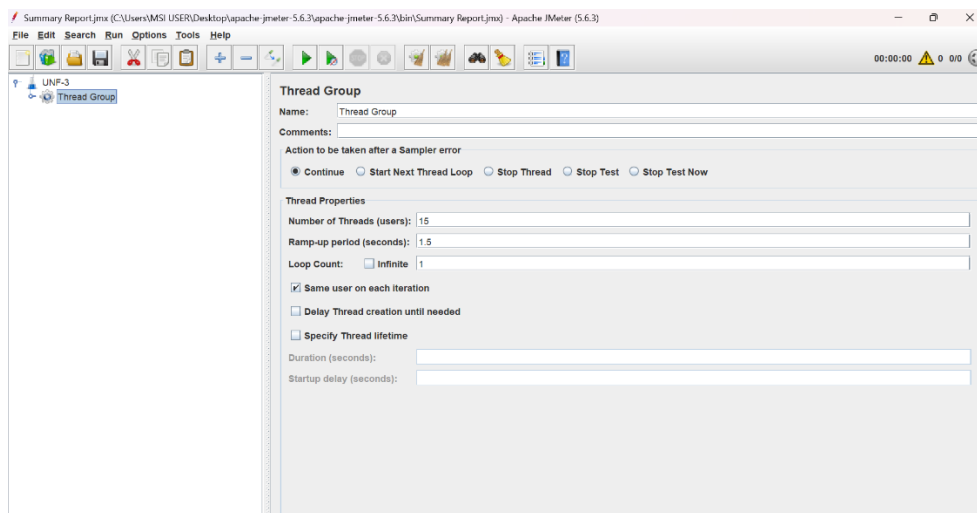 Summary Report.jmx (C:\Users\MSI USER\Desktop\apache-jmeter-5.6.3\apache-jmeter-5.6.3\bin\Summary Report.jmx) - Apache JMeter (5.6.3)
File Edit Search Run Options Tools Help
00:00:00 0 0/0
UNF-3
Thread Group
Thread Group
Name: Thread Group
Comments:
Action to be taken after a Sampler error
Continue Start Next Thread Loop Stop Thread Stop Test Stop Test Now
Thread Properties
Number of Threads (users): 15
Ramp-up period (seconds): 1.5
Loop Count: Infinite 1
Same user on each iteration
Delay Thread creation until needed
Specify Thread lifetime
Duration (seconds):
Startup delay (seconds):